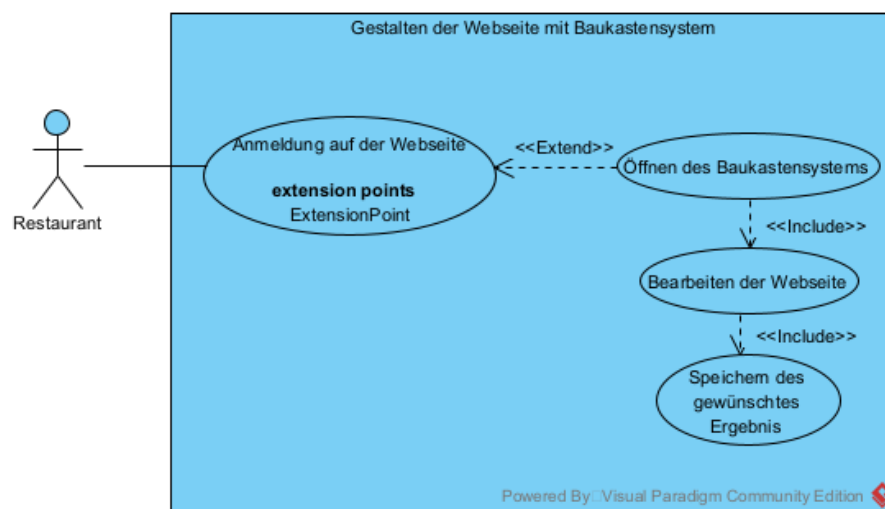 Gestalten der Webseite mit Baukastensystem
Restaurant
Anmeldung auf der Webseite
extension points
ExtensionPoint
<<Extend>>
Öffnen des Baukastensystems
<<Include>>
Bearbeiten der Webseite
<<Include>>
Speichern des
gewünschtes
Ergebnis
Powered By Visual Paradigm Community Edition